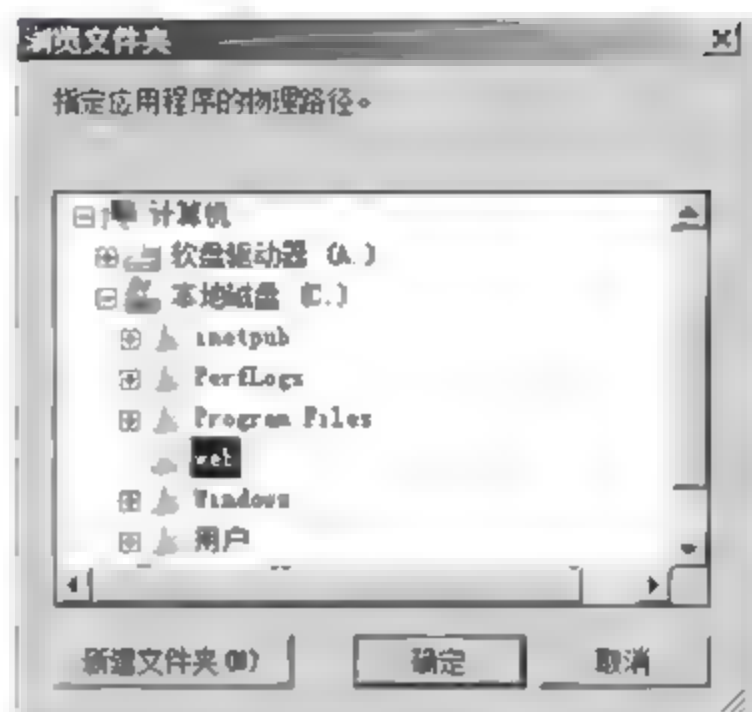 浏览文件夹
指定应用程序的物理路径。
计算机
软盘驱动器 (A:)
本地磁盘 (C:)
inetpub
PerfLogs
Program Files
web
Windows
用户
新建文件夹(M)
确定
取消